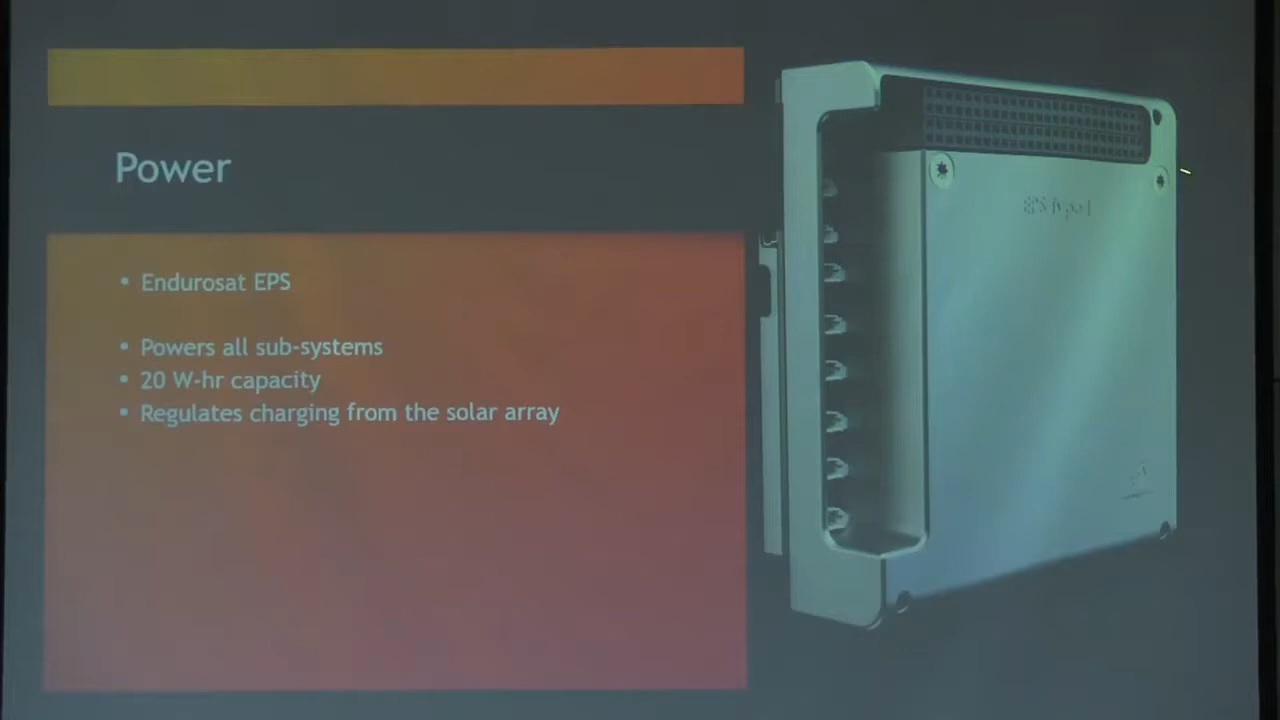 Power
• Endurosat EPS
• Powers all sub-systems
• 20 W-hr capacity
• Regulates charging from the solar array